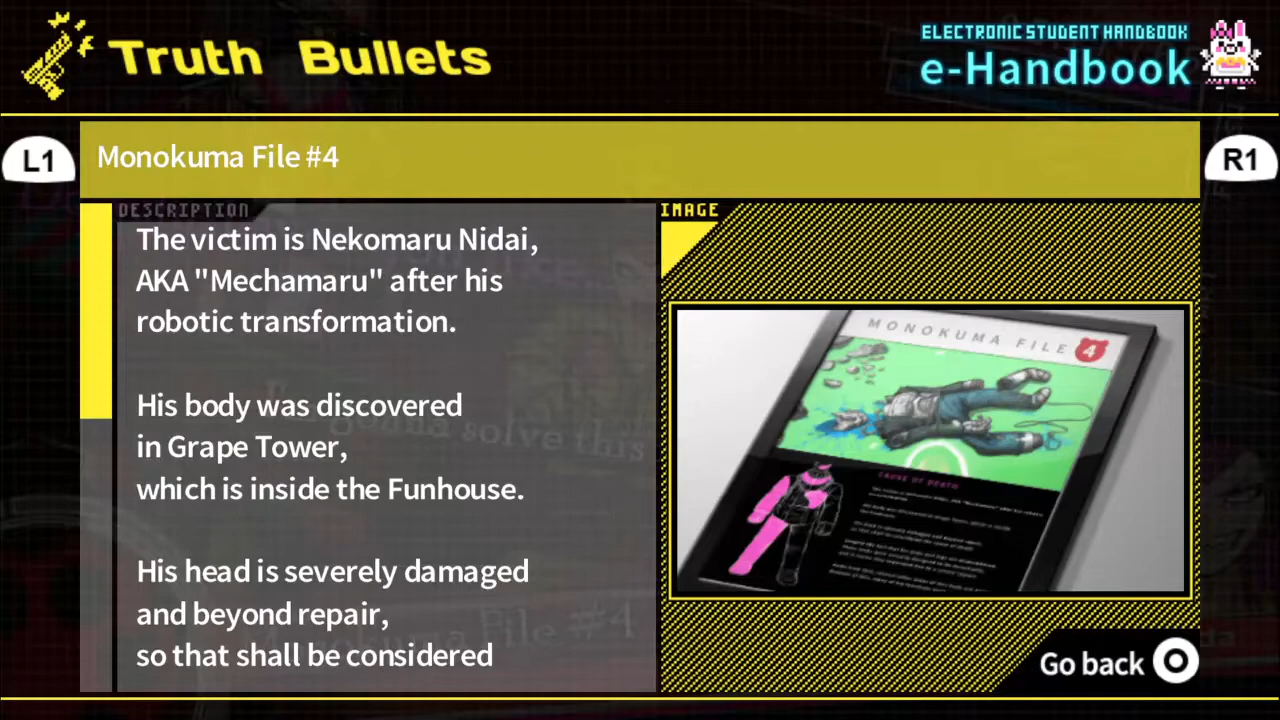 Truth Bullets
ELECTRONIC STUDENT HANDBOOK
e-Handbook
L1
Monokuma File #4
R1
DESCRIPTION
The victim is Nekomaru Nidai,
AKA "Mechamaru" after his
robotic transformation.
His body was discovered
in Grape Tower,
which is inside the Funhouse.
His head is severely damaged
and beyond repair,
so that shall be considered
IMAGE
MONOKUMA FILE 4
CAUSE OF DEATH
Go back